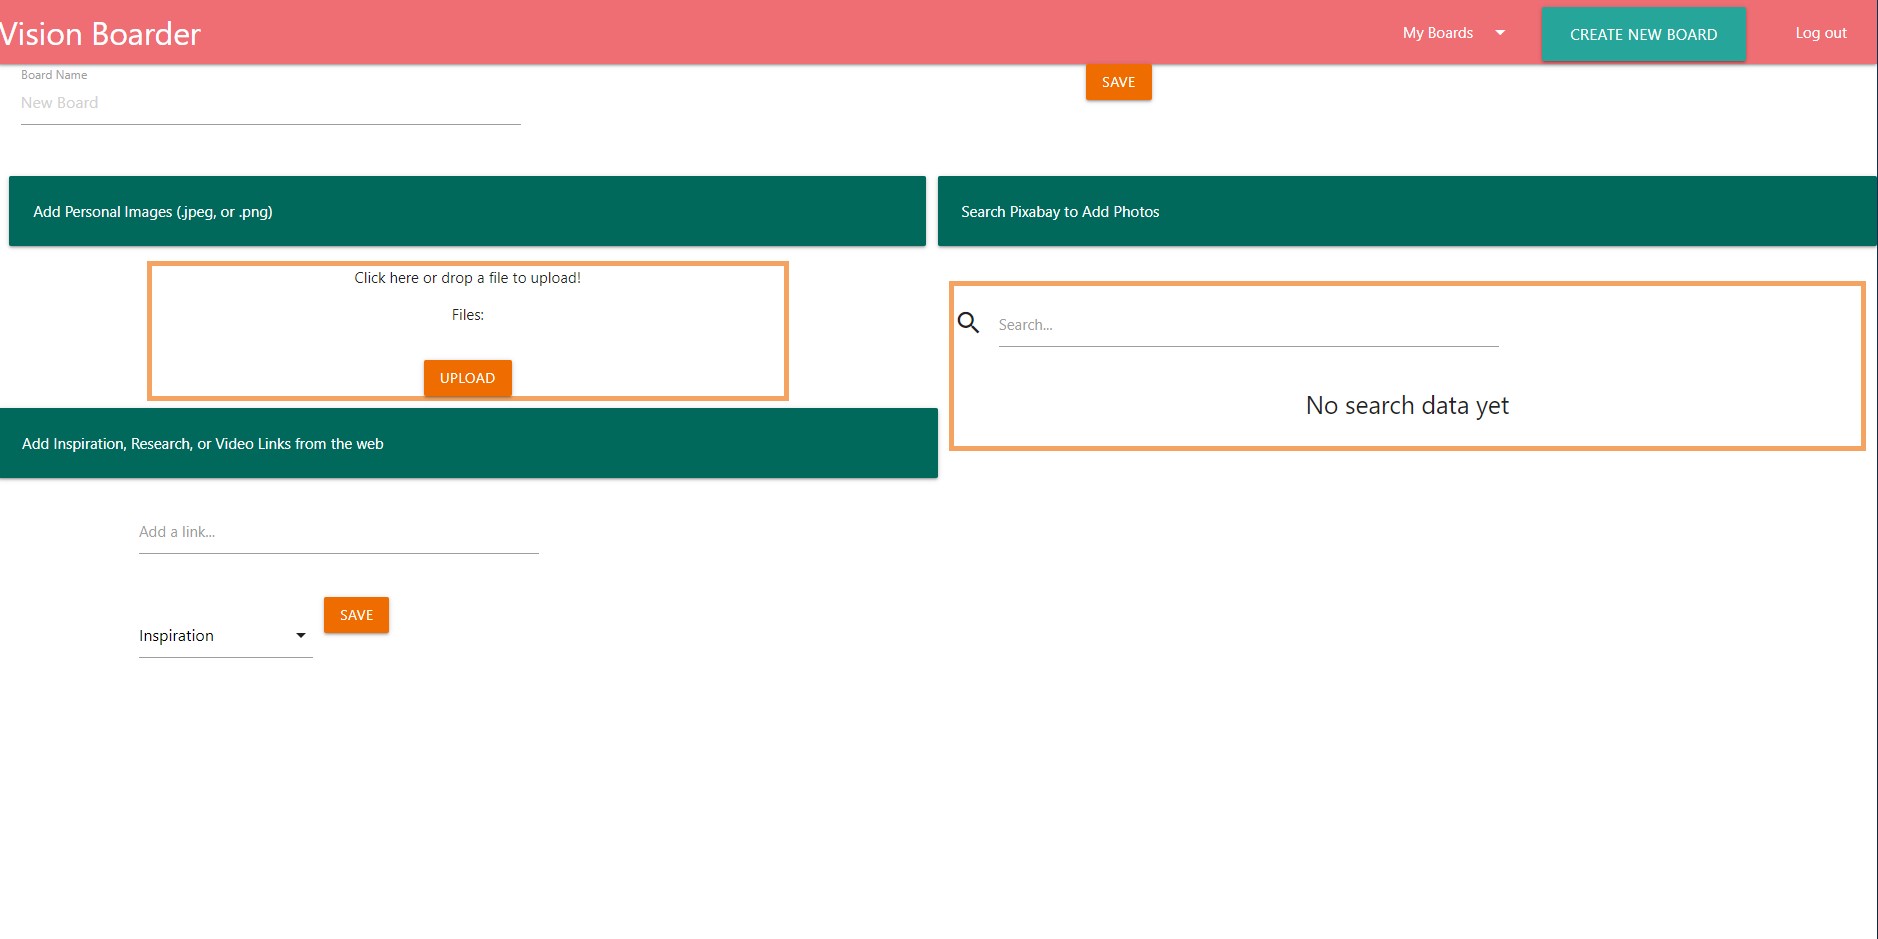 Vision Boarder
My Boards
CREATE NEW BOARD
Log out
Board Name
New Board
SAVE
Add Personal Images (.jpeg, or .png)
Search Pixabay to Add Photos
Click here or drop a file to upload!
Files:
UPLOAD
Search...
No search data yet
Add Inspiration, Research, or Video Links from the web
Add a link...
Inspiration
SAVE